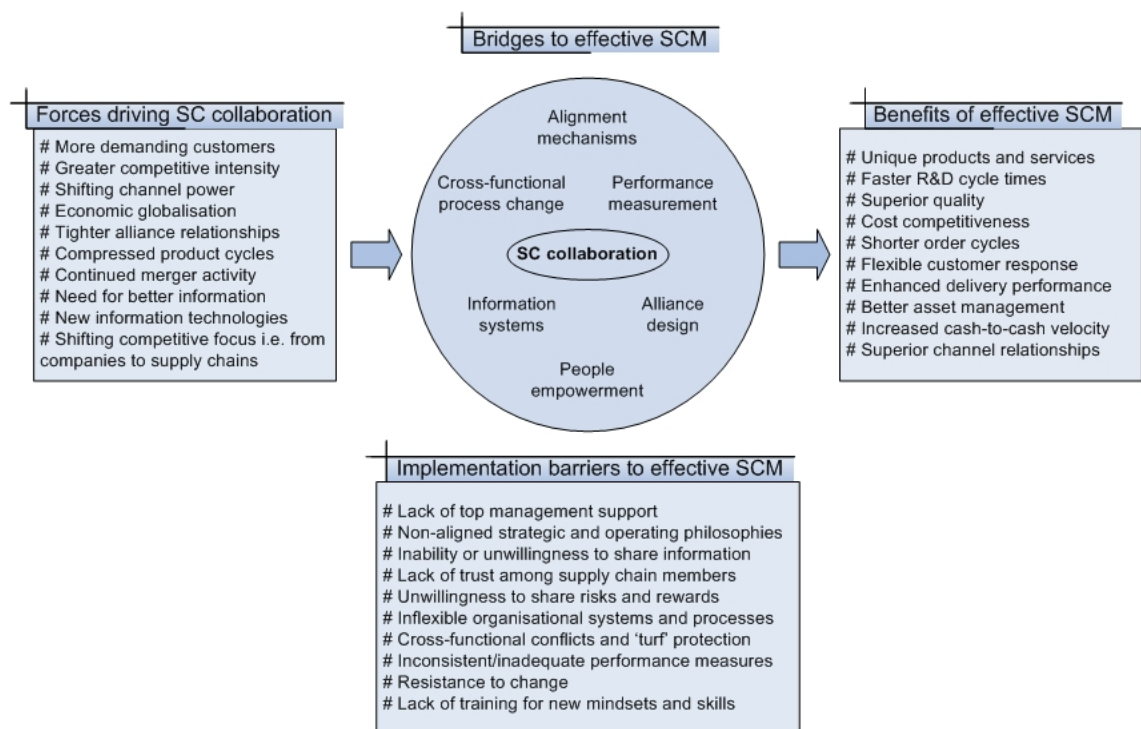 Bridges to effective SCM
Forces driving SC collaboration
# More demanding customers
# Greater competitive intensity
# Shifting channel power
# Economic globalisation
# Tighter alliance relationships
# Compressed product cycles
# Continued merger activity
# Need for better information
# New information technologies
# Shifting competitive focus i.e. from
companies to supply chains
Alignment
mechanisms
Cross-functional
process change
Performance
measurement
SC collaboration
Information
systems
Alliance
design
People
empowerment
Benefits of effective SCM
# Unique products and services
# Faster R&D cycle times
# Superior quality
# Cost competitiveness
# Shorter order cycles
# Flexible customer response
# Enhanced delivery performance
# Better asset management
# Increased cash-to-cash velocity
# Superior channel relationships
Implementation barriers to effective SCM
# Lack of top management support
# Non-aligned strategic and operating philosophies
# Inability or unwillingness to share information
# Lack of trust among supply chain members
# Unwillingness to share risks and rewards
# Inflexible organisational systems and processes
# Cross-functional conflicts and ‘turf’ protection
# Inconsistent/inadequate performance measures
# Resistance to change
# Lack of training for new mindsets and skills